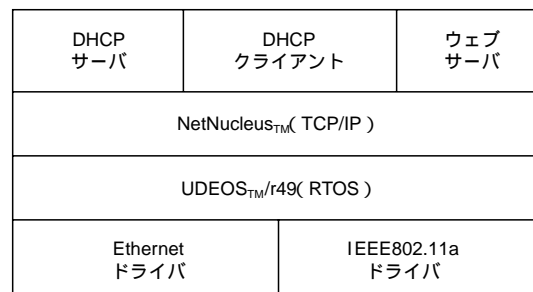 DHCP
サーバ
DHCP
クライアント
ウェブ
サーバ
NetNucleusTM( TCP/IP )
UDEOSTM/r49( RTOS )
Ethernet
ドライバ
IEEE802.11a
ドライバ